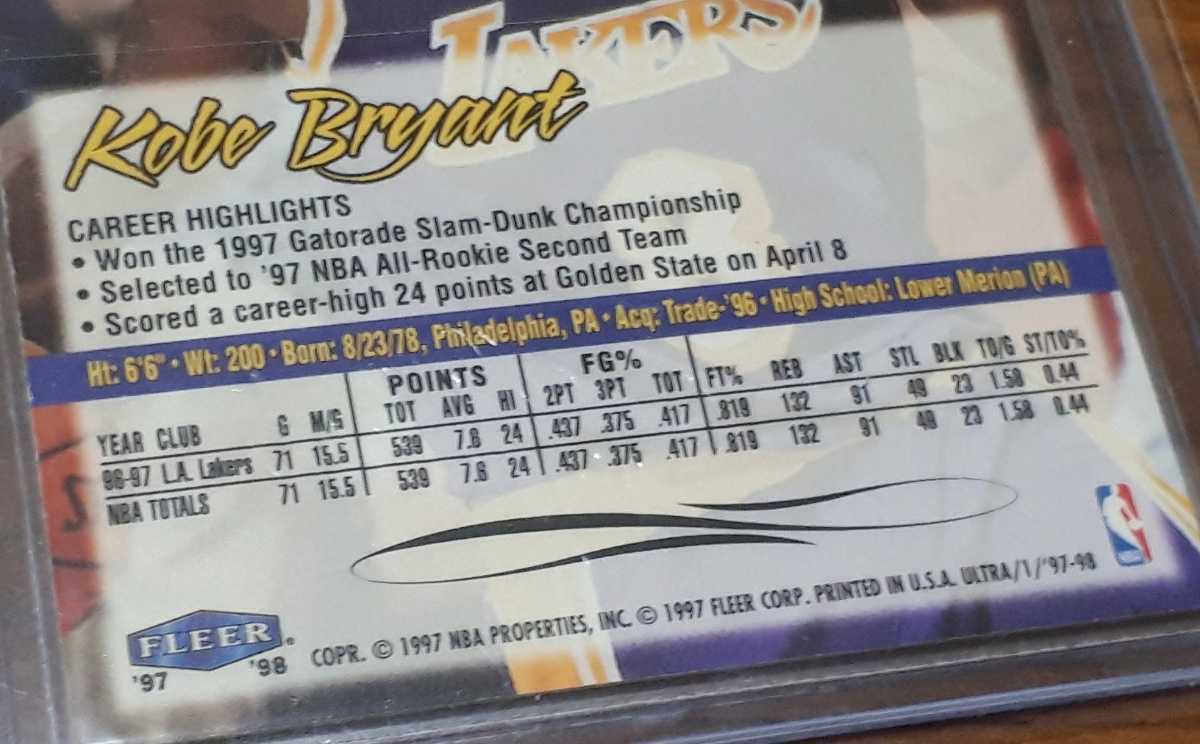 LAKERS
Kobe Bryant
CAREER HIGHLIGHTS
• Won the 1997 Gatorade Slam-Dunk Championship
• Selected to '97 NBA All-Rookie Second Team
• Scored a career-high 24 points at Golden State on April 8
Ht: 6'6" • Wt: 200 • Born: 8/23/78, Philadelphia, PA • Acq: Trade-'96 • High School: Lower Merion (PA)
POINTS FG%
YEAR CLUB G M/G TOT AVG HI 2PT 3PT TOT FT% REB AST STL BLK TO/G ST/TO%
96-97 L.A. Lakers 71 15.5 539 7.6 24 .437 .375 .417 .819 132 91 49 23 1.58 0.44
NBA TOTALS 71 15.5 539 7.6 24 .437 .375 .417 .819 132 91 49 23 1.58 0.44
NBA
FLEER
'97 '98
COPR. © 1997 NBA PROPERTIES, INC. © 1997 FLEER CORP. PRINTED IN U.S.A. ULTRA/1/'97-98